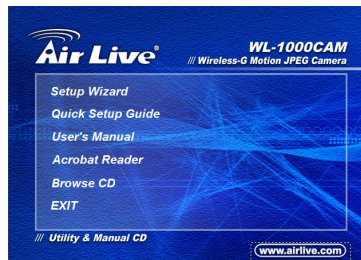 Air Live®
WL-1000CAM
/// Wireless-G Motion JPEG Camera
Setup Wizard
Quick Setup Guide
User's Manual
Acrobat Reader
Browse CD
EXIT
/// Utility & Manual CD
www.airlive.com